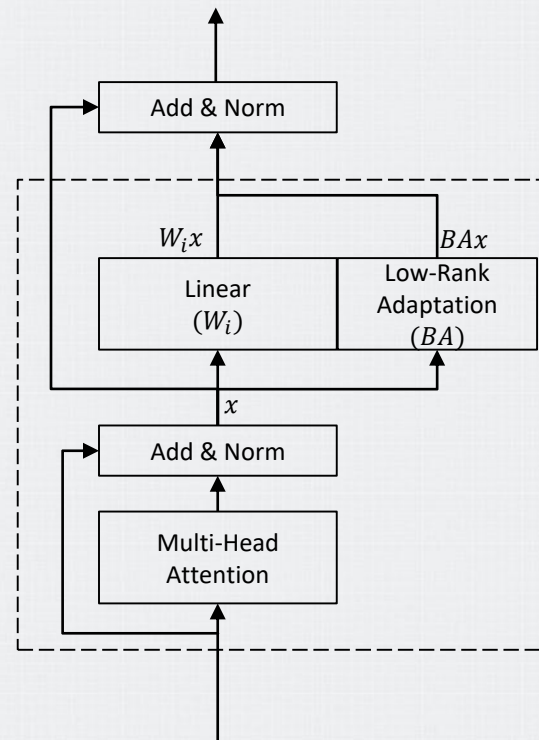 Add & Norm
W_i x
BAx
Linear
(W_i)
Low-Rank
Adaptation
(BA)
x
Add & Norm
Multi-Head
Attention